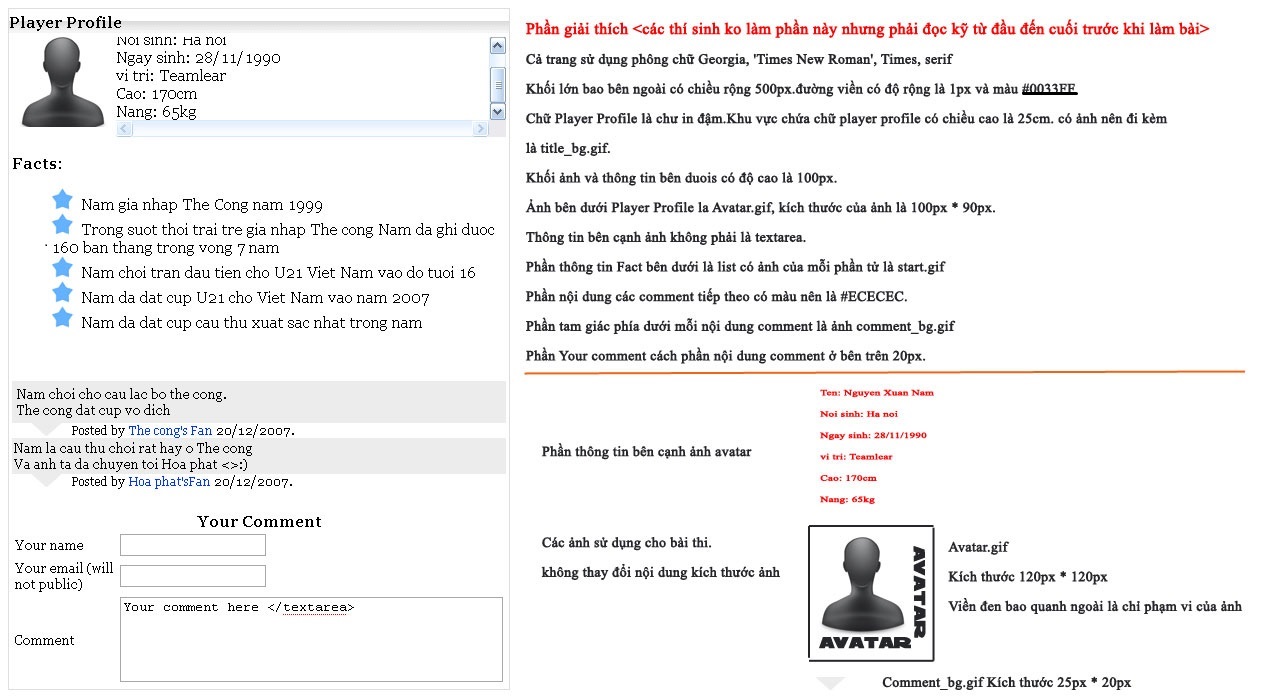 Player Profile
Noi sinh: Ha noi
Ngay sinh: 28/11/1990
vi tri: Teamlear
Cao: 170cm
Nang: 65kg
Facts:
Nam gia nhap The Cong nam 1999
Trong suot thoi trai tre gia nhap The cong Nam da ghi duoc
160 ban thang trong vong 7 nam
Nam choi tran dau tien cho U21 Viet Nam vao do tuoi 16
Nam da dat cup U21 cho Viet Nam vao nam 2007
Nam da dat cup cau thu xuat sac nhat trong nam
Nam choi cho cau lac bo the cong.
The cong dat cup vo dich
Posted by The cong's Fan 20/12/2007.
Nam la cau thu choi rat hay o The cong
Va anh ta da chuyen toi Hoa phat <>:)
Posted by Hoa phat'sFan 20/12/2007.
Your Comment
Your name
Your email (will
not public)
Comment
Your comment here </textarea>
Phần giải thích <các thí sinh ko làm phần này nhưng phải đọc kỹ từ đầu đến cuối trước khi làm bài>
Cả trang sử dụng phông chữ Georgia, 'Times New Roman', Times, serif
Khối lớn bao bên ngoài có chiều rộng 500px.đường viền có độ rộng là 1px và màu #0033FF
Chữ Player Profile là chư in đậm.Khu vực chứa chữ player profile có chiều cao là 25cm. có ảnh nên đi kèm
là title_bg.gif.
Khối ảnh và thông tin bên duois có độ cao là 100px.
Ảnh bên dưới Player Profile la Avatar.gif, kích thước của ảnh là 100px * 90px.
Thông tin bên cạnh ảnh không phải là textarea.
Phần thông tin Fact bên dưới là list có ảnh của mỗi phần tử là start.gif
Phần nội dung các comment tiếp theo có màu nên là #ECECEC.
Phần tam giác phía dưới mỗi nội dung comment là ảnh comment_bg.gif
Phần Your comment cách phần nội dung comment ở bên trên 20px.
Phần thông tin bên cạnh ảnh avatar
Ten: Nguyen Xuan Nam
Noi sinh: Ha noi
Ngay sinh: 28/11/1990
vi tri: Teamlear
Cao: 170cm
Nang: 65kg
Các ảnh sử dụng cho bài thi.
không thay đổi nội dung kích thước ảnh
AVATAR
AVATAR
Avatar.gif
Kích thước 120px * 120px
Viền đen bao quanh ngoài là chỉ phạm vi của ảnh
Comment_bg.gif Kích thước 25px * 20px